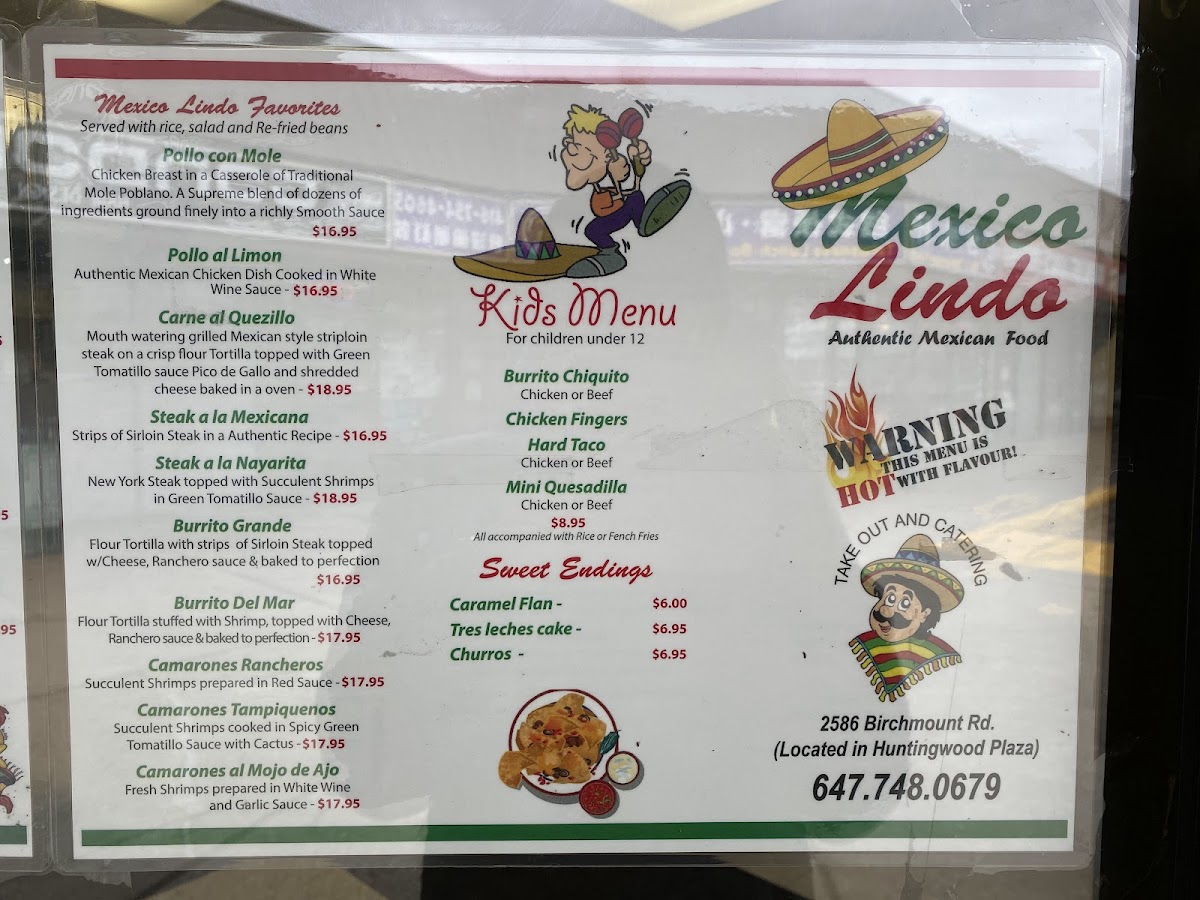 Mexico Lindo Favorites
Served with rice, salad and Re-fried beans
Pollo con Mole
Chicken Breast in a Casserole of Traditional
Mole Poblano. A Supreme blend of dozens of
ingredients ground finely into a richly Smooth Sauce
$16.95
Pollo al Limon
Authentic Mexican Chicken Dish Cooked in White
Wine Sauce - $16.95
Carne al Quezillo
Mouth watering grilled Mexican style striploin
steak on a crisp flour Tortilla topped with Green
Tomatillo sauce Pico de Gallo and shredded
cheese baked in a oven - $18.95
Steak a la Mexicana
Strips of Sirloin Steak in a Authentic Recipe - $16.95
Steak a la Nayarita
New York Steak topped with Succulent Shrimps
in Green Tomatillo Sauce - $18.95
Burrito Grande
Flour Tortilla with strips of Sirloin Steak topped
w/Cheese, Ranchero sauce & baked to perfection
$16.95
Burrito Del Mar
Flour Tortilla stuffed with Shrimp, topped with Cheese,
Ranchero sauce & baked to perfection - $17.95
Camarones Rancheros
Succulent Shrimps prepared in Red Sauce - $17.95
Camarones Tampiquenos
Succulent Shrimps cooked in Spicy Green
Tomatillo Sauce with Cactus - $17.95
Camarones al Mojo de Ajo
Fresh Shrimps prepared in White Wine
and Garlic Sauce - $17.95
Kids Menu
For children under 12
Burrito Chiquito
Chicken or Beef
Chicken Fingers
Hard Taco
Chicken or Beef
Mini Quesadilla
Chicken or Beef
$8.95
All accompanied with Rice or Fench Fries
Sweet Endings
Caramel Flan - $6.00
Tres leches cake - $6.95
Churros - $6.95
Mexico
Lindo
Authentic Mexican Food
WARNING
THIS MENU IS
HOT WITH FLAVOUR!
TAKE OUT AND CATERING
2586 Birchmount Rd.
(Located in Huntingwood Plaza)
647.748.0679